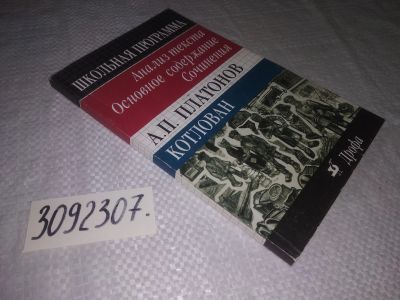 ШКОЛЬНАЯ ПРОГРАММА
Анализ текста
Основное содержание
Сочинения
А.П. ПЛАТОНОВ
КОТЛОВАН
Дрофа
3092307.